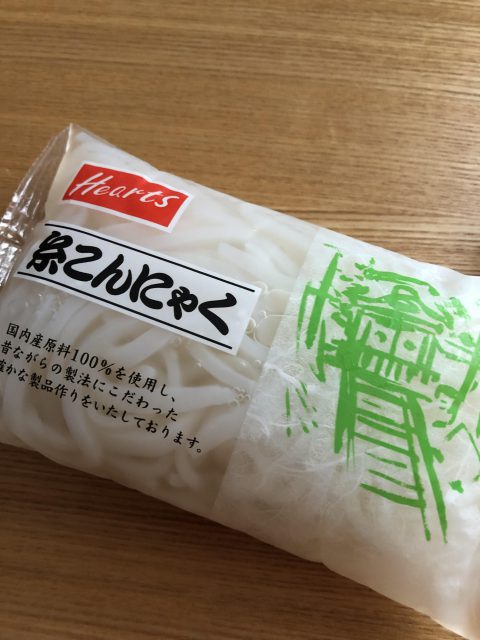 Hearts
糸こんにゃく
国内産原料100%を使用し、
昔ながらの製法にこだわった
確かな製品作りをいたしております。